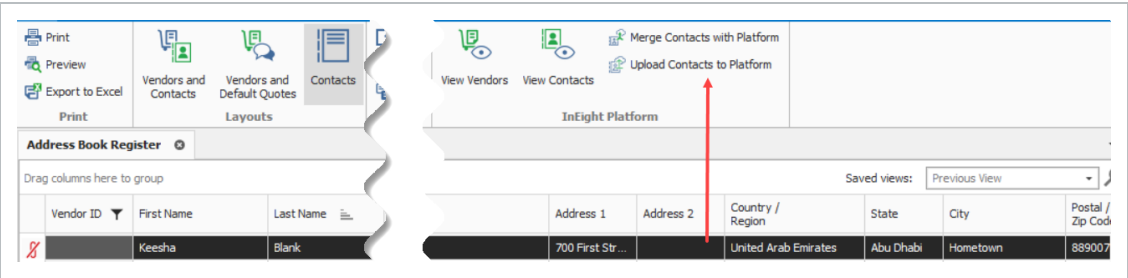 Print
Preview
Export to Excel
Print
Vendors and
Contacts
Vendors and
Default Quotes
Contacts
Layouts
View Vendors
View Contacts
Merge Contacts with Platform
Upload Contacts to Platform
InEight Platform
Address Book Register
Drag columns here to group
Saved views: Previous View
Vendor ID First Name Last Name Address 1 Address 2 Country /
Region State City Postal /
Zip Code
Keesha Blank 700 First Str... United Arab Emirates Abu Dhabi Hometown 889007